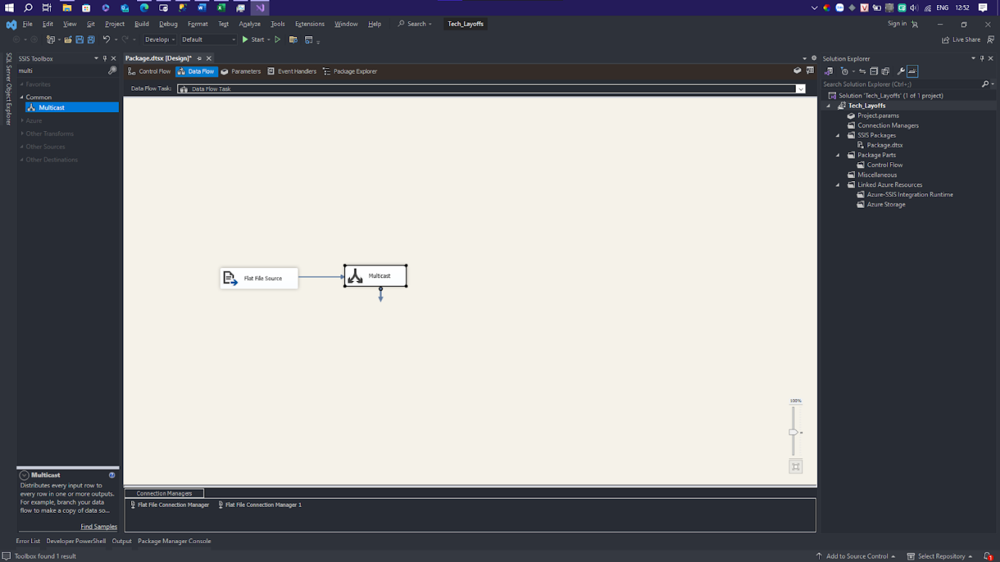 ENG 12:52
File Edit View Git Project Build Debug Format Test Analyze Tools Extensions Window Help Search Tech_Layoffs Sign in
Developi Default Start Live Share
SQL Server Object Explorer
SSIS Toolbox
multi
Favorites
Common
Multicast
Azure
Other Transforms
Other Sources
Other Destinations
Package.dtsx [Design]*
Control Flow Data Flow Parameters Event Handlers Package Explorer
Data Flow Task: Data Flow Task
Flat File Source
Multicast
100%
Connection Managers
Flat File Connection Manager Flat File Connection Manager 1
Solution Explorer
Search Solution Explorer (Ctrl+;)
Solution 'Tech_Layoffs' (1 of 1 project)
Tech_Layoffs
Project.params
Connection Managers
SSIS Packages
Package.dtsx
Package Parts
Control Flow
Miscellaneous
Linked Azure Resources
Azure-SSIS Integration Runtime
Azure Storage
Multicast
Distributes every input row to
every row in one or more outputs.
For example, branch your data
flow to make a copy of data so...
Find Samples
Error List Developer PowerShell Output Package Manager Console
Toolbox found 1 result
Add to Source Control Select Repository 1